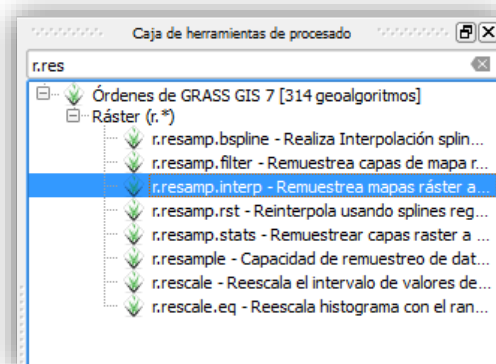 Caja de herramientas de procesado
r.res
Órdenes de GRASS GIS 7 [314 geoalgoritmos]
Ráster (r.*)
r.resamp.bspline - Realiza Interpolación splin...
r.resamp.filter - Remuestrea capas de mapa r...
r.resamp.interp - Remuestrea mapas ráster a...
r.resamp.rst - Reinterpola usando splines reg...
r.resamp.stats - Remuestrear capas raster a ...
r.resample - Capacidad de remuestreo de dat...
r.rescale - Reescala el intervalo de valores de...
r.rescale.eq - Reescala histograma con el ran...